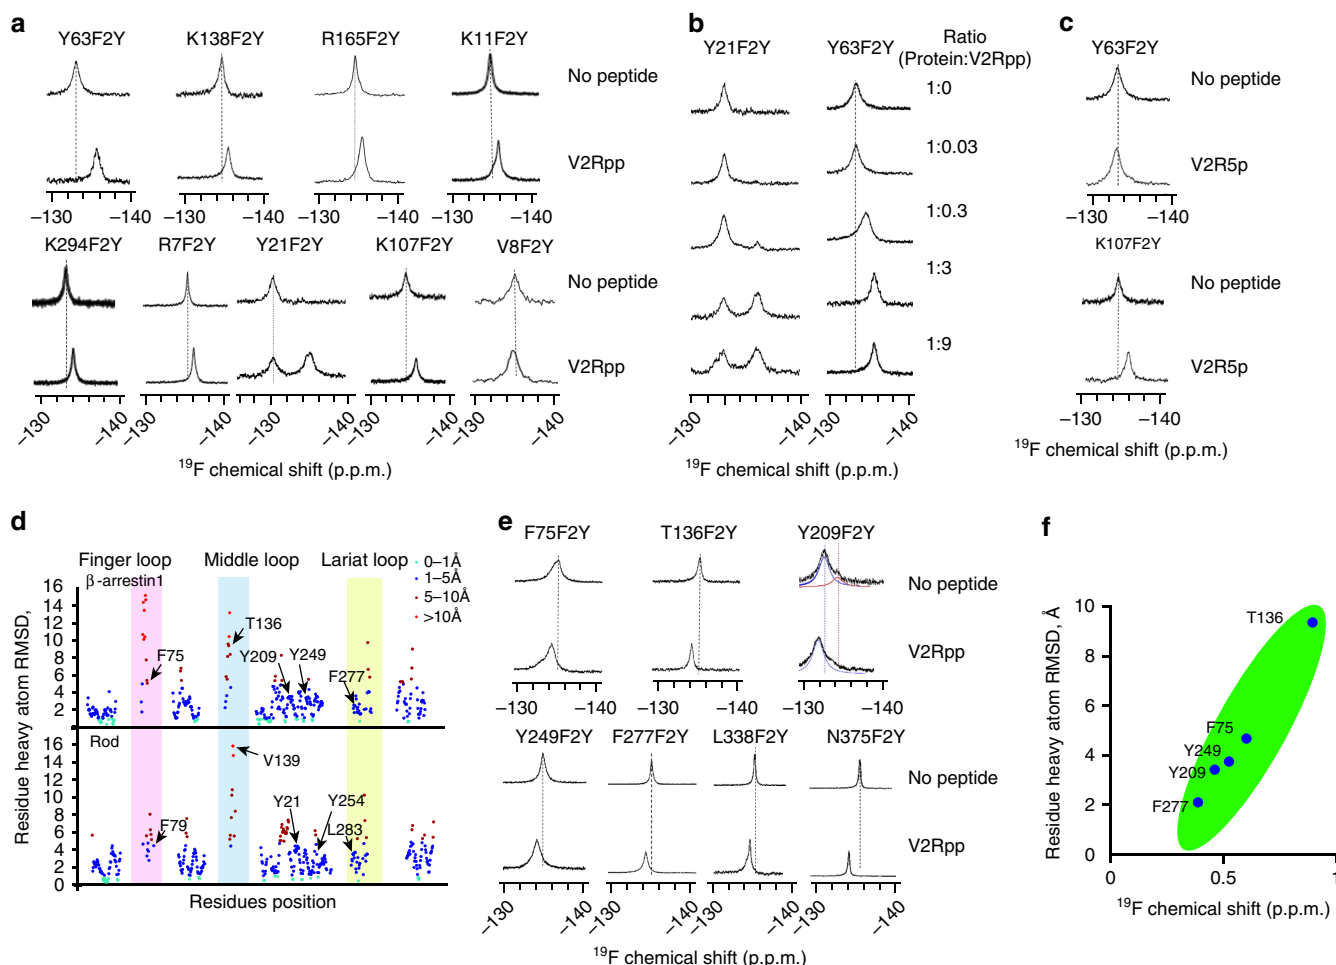 a
Y63F2Y K138F2Y R165F2Y K11F2Y
No peptide
V2Rpp
−130 −140 −130 −140 −130 −140 −130 −140
K294F2Y R7F2Y Y21F2Y K107F2Y V8F2Y
No peptide
V2Rpp
−130 −140 −130 −140 −130 −140 −130 −140 −130 −140
19F chemical shift (p.p.m.)
b
Y21F2Y Y63F2Y Ratio
(Protein:V2Rpp)
1:0
1:0.03
1:0.3
1:3
1:9
−130 −140 −130 −140
19F chemical shift (p.p.m.)
c
Y63F2Y
No peptide
V2R5p
−130 −140
K107F2Y
No peptide
V2R5p
−130 −140
19F chemical shift (p.p.m.)
d
Finger loop Middle loop Lariat loop
β-arrestin1
0–1Å
1–5Å
5–10Å
>10Å
16
14
12
10
8
6
4
2
T136
F75
Y209 Y249
F277
Rod
16
14
12
10
8
6
4
2
0
V139
F79
Y21 Y254
L283
Residue heavy atom RMSD,
Residues position
e
F75F2Y T136F2Y Y209F2Y
No peptide
V2Rpp
−130 −140 −130 −140 −130 −140
Y249F2Y F277F2Y L338F2Y N375F2Y
No peptide
V2Rpp
−130 −140 −130 −140 −130 −140 −130 −140
19F chemical shift (p.p.m.)
f
Residue heavy atom RMSD, Å
10
8
6
4
2
0
T136
F75
Y249
Y209
F277
0.5 1
19F chemical shift (p.p.m.)